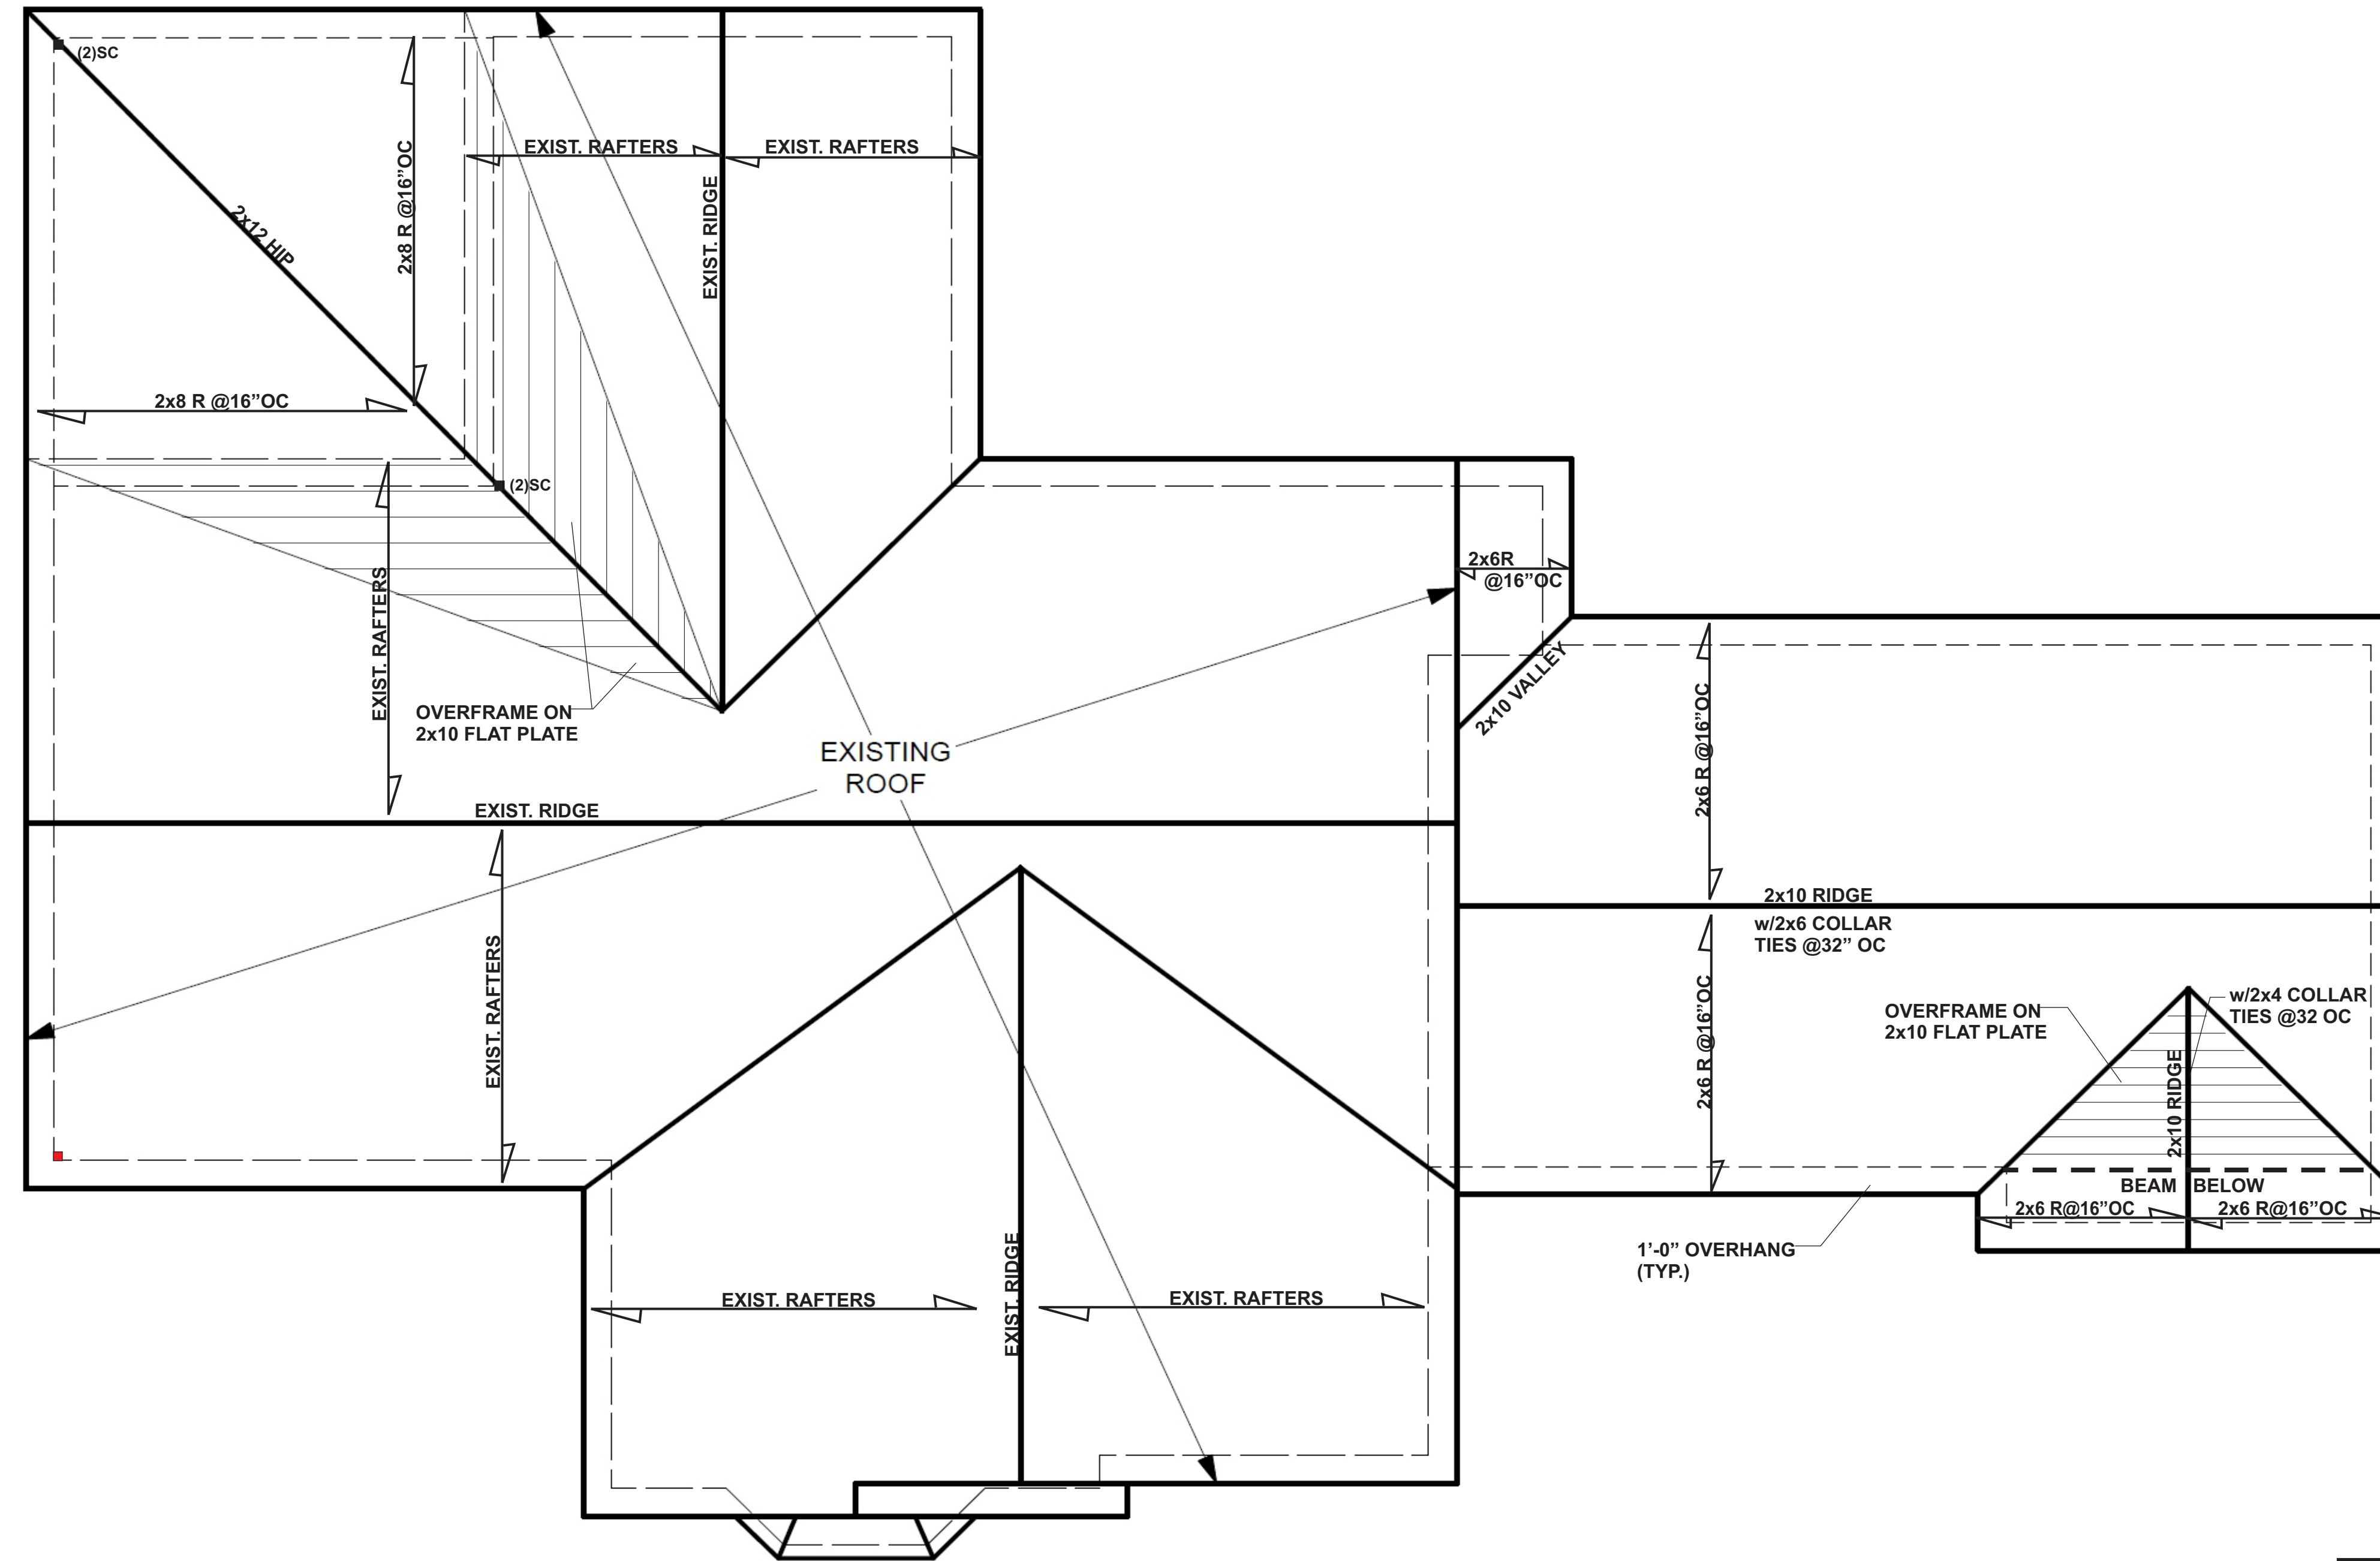 (2)SC
EXIST. RAFTERS
EXIST. RAFTERS
2x8 R @16”OC
EXIST. RIDGE
2x12 HIP
2x8 R @16”OC
(2)SC
EXIST. RAFTERS
OVERFRAME ON
2x10 FLAT PLATE
EXISTING
ROOF
2x6R
@16”OC
2x10 VALLEY
2x6 R @16”OC
EXIST. RIDGE
2x10 RIDGE
w/2x6 COLLAR
TIES @32” OC
EXIST. RAFTERS
2x6 R @16”OC
OVERFRAME ON
2x10 FLAT PLATE
w/2x4 COLLAR
TIES @32 OC
2x10 RIDGE
BEAM BELOW
2x6 R@16”OC
2x6 R@16”OC
1’-0” OVERHANG
(TYP.)
EXIST. RIDGE
EXIST. RAFTERS
EXIST. RAFTERS